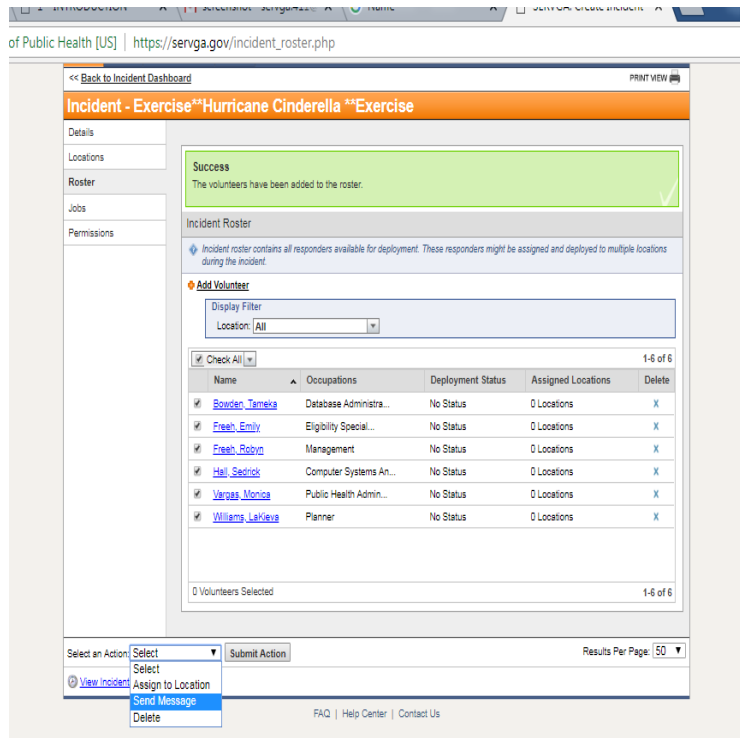 1 INTRODUCTION
X
screenshot
X
Name
X
SERVGA: Create Incident
X
of Public Health [US] | https://servga.gov/incident_roster.php
<< Back to Incident Dashboard
PRINT VIEW
Incident - Exercise**Hurricane Cinderella **Exercise
Details
Locations
Roster
Jobs
Permissions
Success
The volunteers have been added to the roster.
Incident Roster
Incident roster contains all responders available for deployment. These responders might be assigned and deployed to multiple locations
during the incident.
Add Volunteer
Display Filter
Location: All
Check All 1-6 of 6
Name Occupations Deployment Status Assigned Locations Delete
Bowden, Tameka Database Administra... No Status 0 Locations X
Freeh, Emily Eligibility Special... No Status 0 Locations X
Freeh, Robyn Management No Status 0 Locations X
Hall, Sedrick Computer Systems An... No Status 0 Locations X
Vargas, Monica Public Health Admin... No Status 0 Locations X
Williams, LaKieva Planner No Status 0 Locations X
0 Volunteers Selected 1-6 of 6
Select an Action: Select Submit Action Results Per Page: 50
Select
View Incident
Assign to Location
Send Message
Delete
FAQ | Help Center | Contact Us